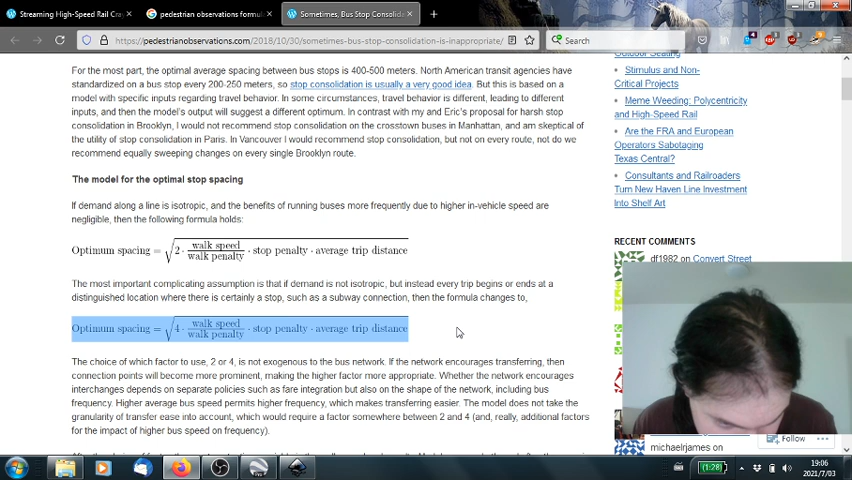 Streaming High-Speed Rail Cra
pedestrian observations formul
Sometimes, Bus Stop Consolida
https://pedestrianobservations.com/2018/10/30/sometimes-bus-stop-consolidation-is-inappropriate/
Search
For the most part, the optimal average spacing between bus stops is 400-500 meters. North American transit agencies have
standardized on a bus stop every 200-250 meters, so stop consolidation is usually a very good idea. But this is based on a
model with specific inputs regarding travel behavior. In some circumstances, travel behavior is different, leading to different
inputs, and then the model's output will suggest a different optimum. In contrast with my and Eric's proposal for harsh stop
consolidation in Brooklyn, I would not recommend stop consolidation on the crosstown buses in Manhattan, and am skeptical of
the utility of stop consolidation in Paris. In Vancouver I would recommend stop consolidation, but not on every route, not do we
recommend equally sweeping changes on every single Brooklyn route.
The model for the optimal stop spacing
If demand along a line is isotropic, and the benefits of running buses more frequently due to higher in-vehicle speed are
negligible, then the following formula holds:
Optimum spacing = √2 · walk speed / walk penalty · stop penalty · average trip distance
The most important complicating assumption is that if demand is not isotropic, but instead every trip begins or ends at a
distinguished location where there is certainly a stop, such as a subway connection, then the formula changes to,
Optimum spacing = √4 · walk speed / walk penalty · stop penalty · average trip distance
The choice of which factor to use, 2 or 4, is not exogenous to the bus network. If the network encourages transferring, then
connection points will become more prominent, making the higher factor more appropriate. Whether the network encourages
interchanges depends on separate policies such as fare integration but also on the shape of the network, including bus
frequency. Higher average bus speed permits higher frequency, which makes transferring easier. The model does not take the
granularity of transfer ease into account, which would require a factor somewhere between 2 and 4 (and, really, additional factors
for the impact of higher bus speed on frequency).
Outdoor Seating
Stimulus and Non-
Critical Projects
Meme Weeding: Polycentricity
and High-Speed Rail
Are the FRA and European
Operators Sabotaging
Texas Central?
Consultants and Railroaders
Turn New Haven Line Investment
Into Shelf Art
RECENT COMMENTS
df1982 on Convert Street
michaelrjames on
Follow
(1:28)
19:06
2021/7/03